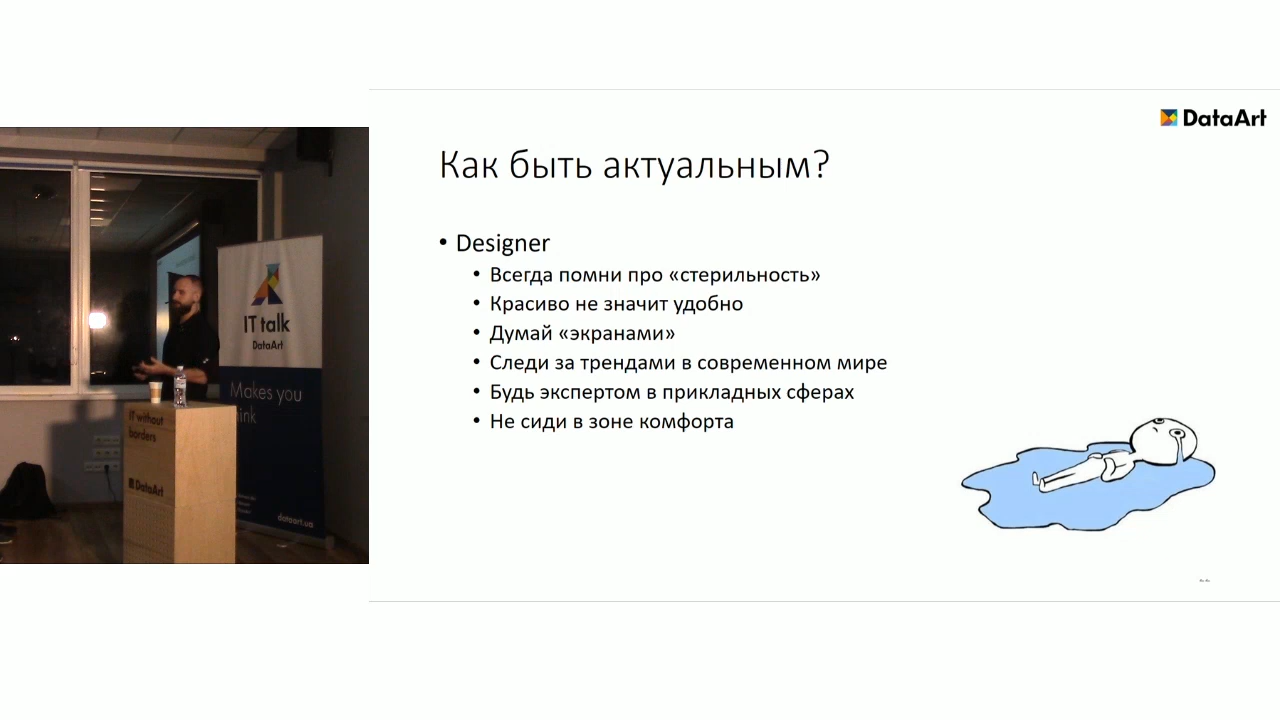 DataArt
Как быть актуальным?
• Designer
• Всегда помни про «стерильность»
• Красиво не значит удобно
• Думай «экранами»
• Следи за трендами в современном мире
• Будь экспертом в прикладных сферах
• Не сиди в зоне комфорта
IT talk
DataArt
Makes you
IT without
borders
DataArt
dataart.ua